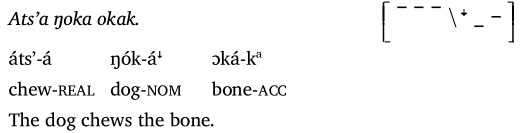 Ats’a ŋoka okak.
áts’-á ŋók-áꜜ ɔká-kᵃ
chew-REAL dog-NOM bone-ACC
The dog chews the bone.